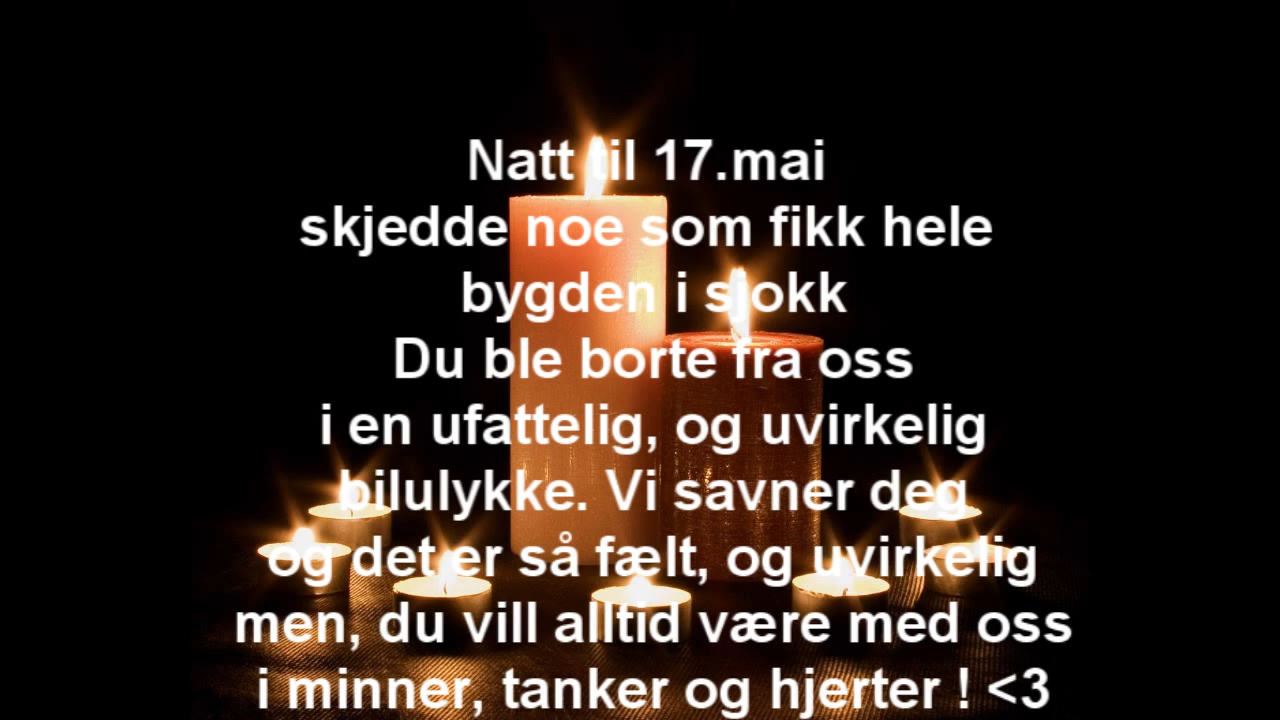 Natt til 17.mai
skjedde noe som fikk hele
bygden i sjokk
Du ble borte fra oss
i en ufattelig, og uvirkelig
bilulykke. Vi savner deg
og det er så fælt, og uvirkelig
men, du vill alltid være med oss
i minner, tanker og hjerter ! <3